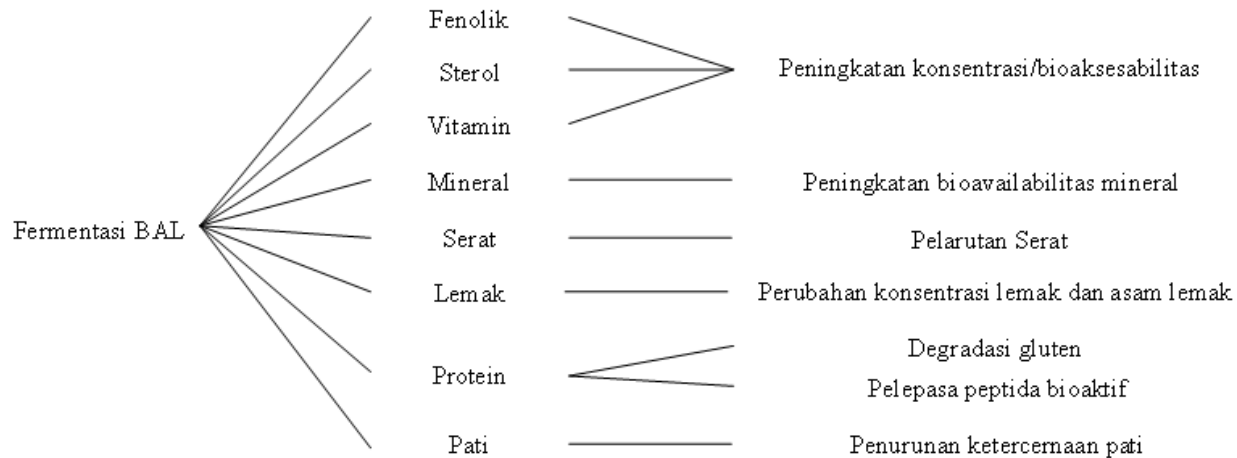 Fenolik
Sterol
Vitamin
Peningkatan konsentrasi/bioaksesabilitas
Mineral
Peningkatan bioavailabilitas mineral
Fermentasi BAL
Serat
Pelarutan Serat
Lemak
Perubahan konsentrasi lemak dan asam lemak
Protein
Degradasi gluten
Pelepasa peptida bioaktif
Pati
Penurunan ketercernaan pati